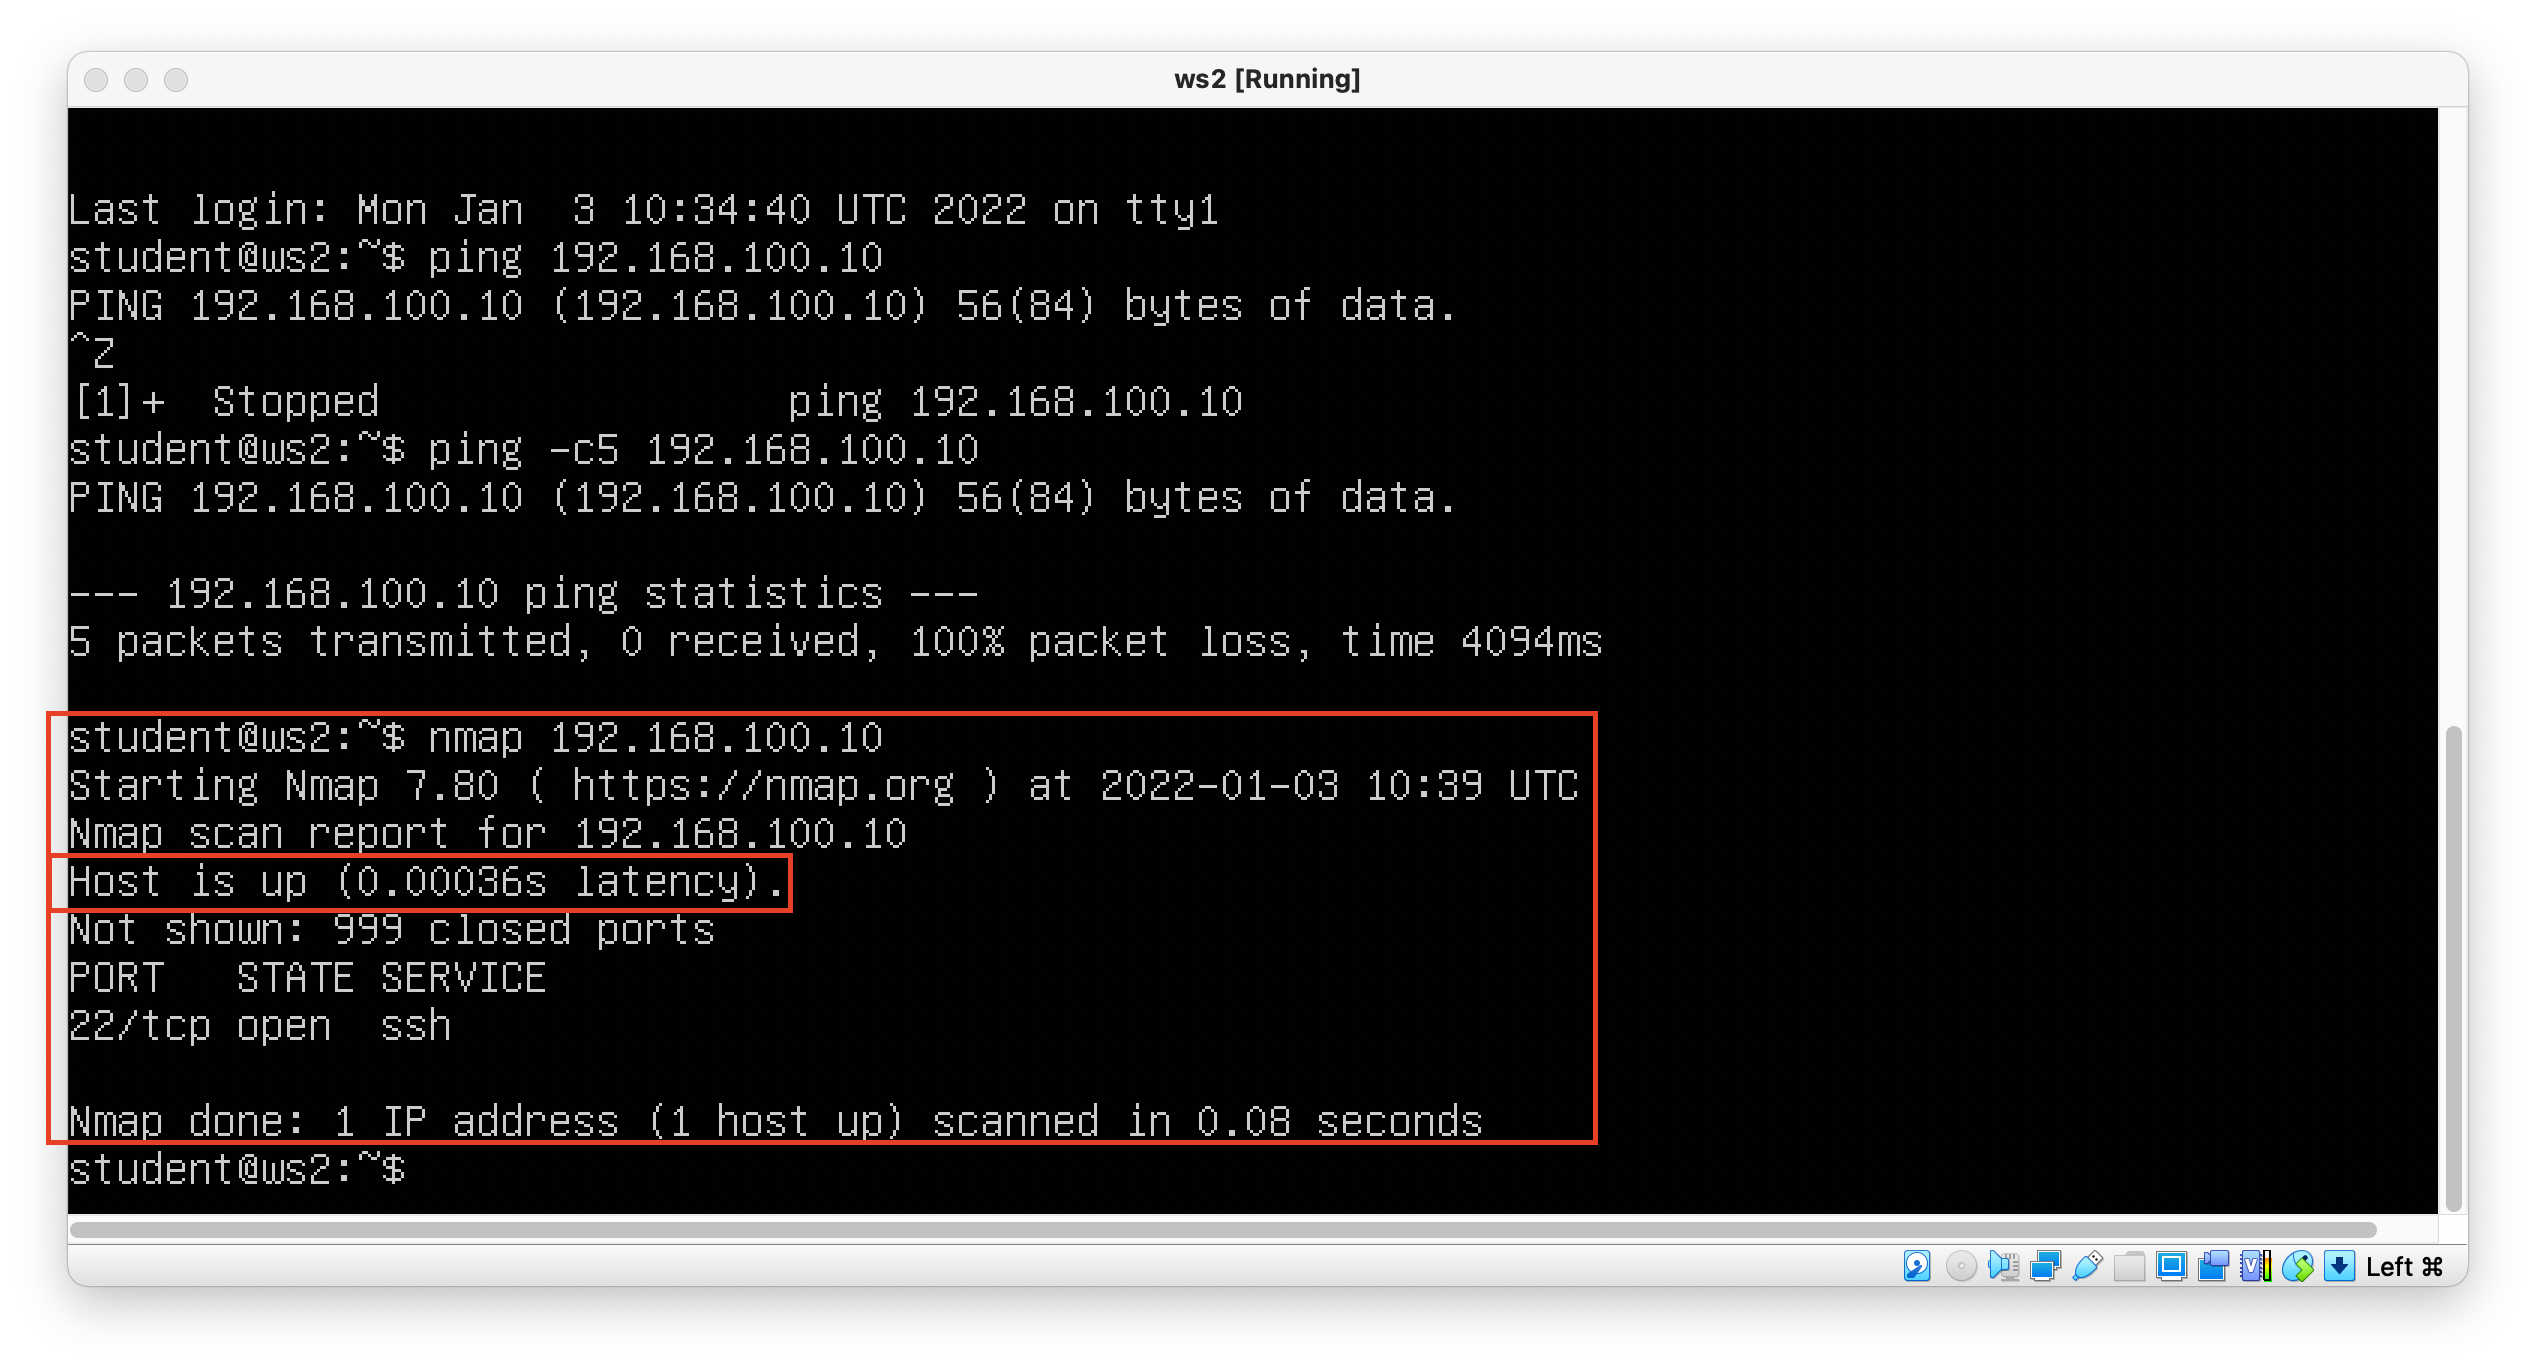 ws2 [Running]
Last login: Mon Jan  3 10:34:40 UTC 2022 on tty1
student@ws2:~$ ping 192.168.100.10
PING 192.168.100.10 (192.168.100.10) 56(84) bytes of data.
^Z
[1]+  Stopped                 ping 192.168.100.10
student@ws2:~$ ping -c5 192.168.100.10
PING 192.168.100.10 (192.168.100.10) 56(84) bytes of data.
--- 192.168.100.10 ping statistics ---
5 packets transmitted, 0 received, 100% packet loss, time 4094ms
student@ws2:~$ nmap 192.168.100.10
Starting Nmap 7.80 ( https://nmap.org ) at 2022-01-03 10:39 UTC
Nmap scan report for 192.168.100.10
Host is up (0.00036s latency).
Not shown: 999 closed ports
PORT   STATE SERVICE
22/tcp open  ssh
Nmap done: 1 IP address (1 host up) scanned in 0.08 seconds
student@ws2:~$
Left ⌘